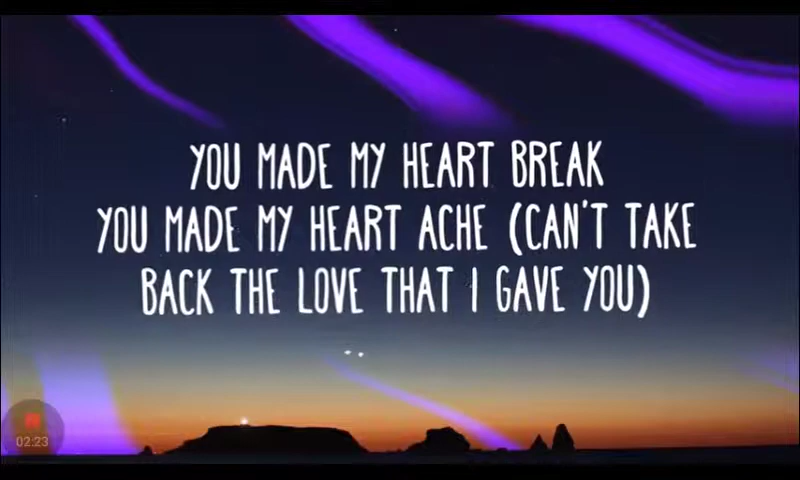 YOU MADE MY HEART BREAK
YOU MADE MY HEART ACHE (CAN'T TAKE
BACK THE LOVE THAT I GAVE YOU)
02:23